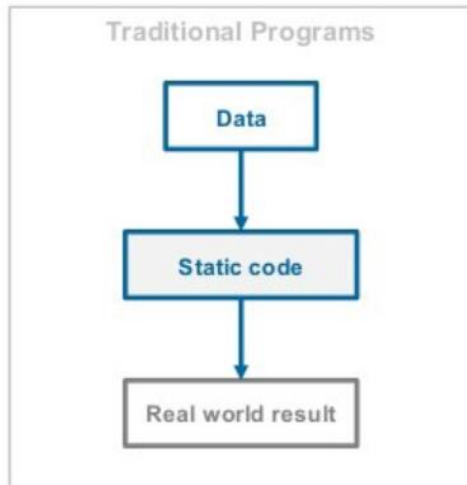 Traditional Programs
Data
Static code
Real world result